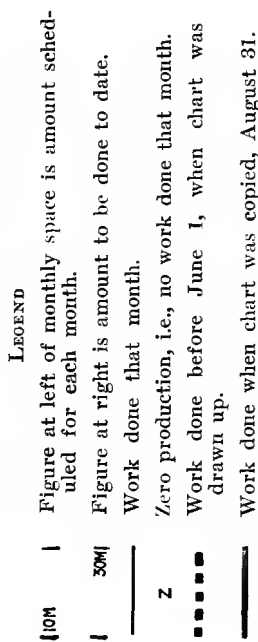 LEGEND
10M Figure at left of monthly space is amount sched-
uled for each month.
30M Figure at right is amount to be done to date.
Work done that month.
Z Zero production, i.e., no work done that month.
Work done before June 1, when chart was
drawn up.
Work done when chart was copied, August 31.